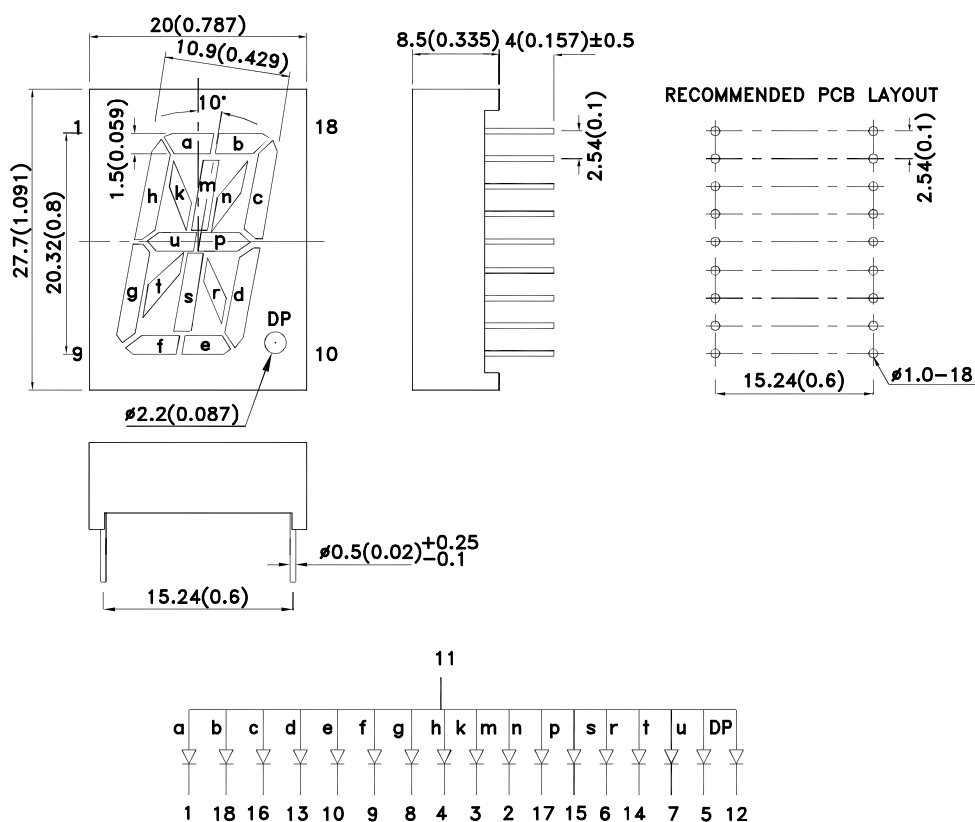 20(0.787)
10.9(0.429)
10°
1 18
1.5(0.059)
27.7(1.091)
20.32(0.8)
a b
h k m n c
u p
g t s r d
f e
DP
9 10
ø2.2(0.087)
8.5(0.335) 4(0.157)±0.5
2.54(0.1)
RECOMMENDED PCB LAYOUT
2.54(0.1)
15.24(0.6)
ø1.0-18
ø0.5(0.02)+0.25
-0.1
15.24(0.6)
11
a b c d e f g h k m n p s r t u DP
1 18 16 13 10 9 8 4 3 2 17 15 6 14 7 5 12